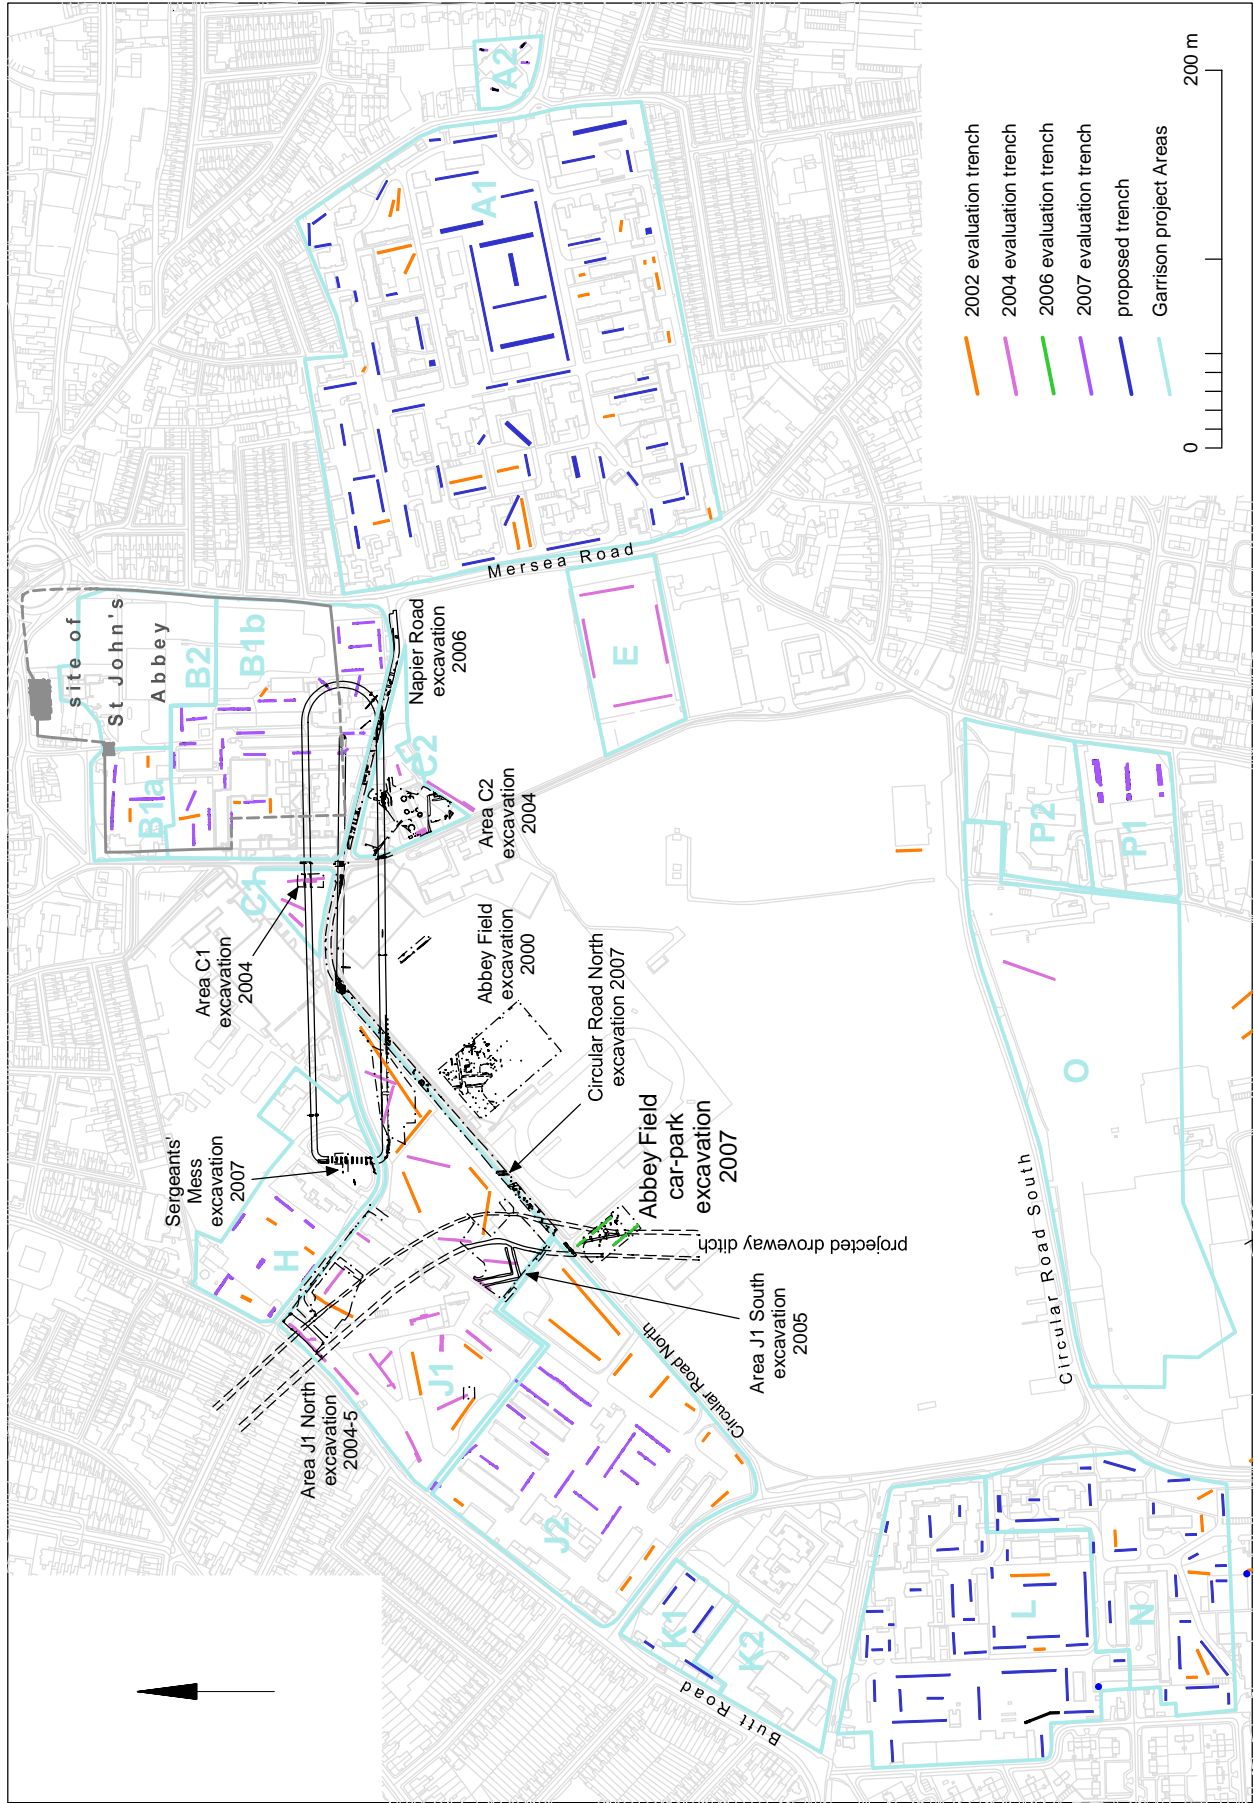 site of
St John's
Abbey
B1a
B2
B1b
C1
C2
A1
A2
E
H
J1
J2
K1
K2
L
N
O
P1
P2
Area J1 North
excavation
2004-5
Sergeants'
Mess
excavation
2007
Area C1
excavation
2004
Napier Road
excavation
2006
Area C2
excavation
2004
Abbey Field
excavation
2000
Circular Road North
excavation 2007
Abbey Field
car-park
excavation
2007
projected droveway ditch
Area J1 South
excavation
2005
Mersea Road
Circular Road North
Circular Road South
Butt Road
2002 evaluation trench
2004 evaluation trench
2006 evaluation trench
2007 evaluation trench
proposed trench
Garrison project Areas
0
200 m